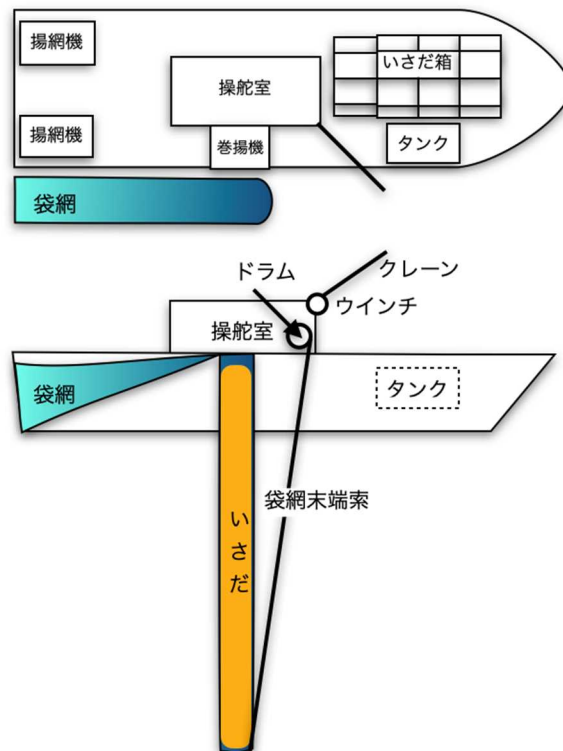 揚網機
いさだ箱
操舵室
揚網機
巻揚機
タンク
袋網
ドラム
クレーン
ウインチ
操舵室
袋網
タンク
袋網末端索
いさだ